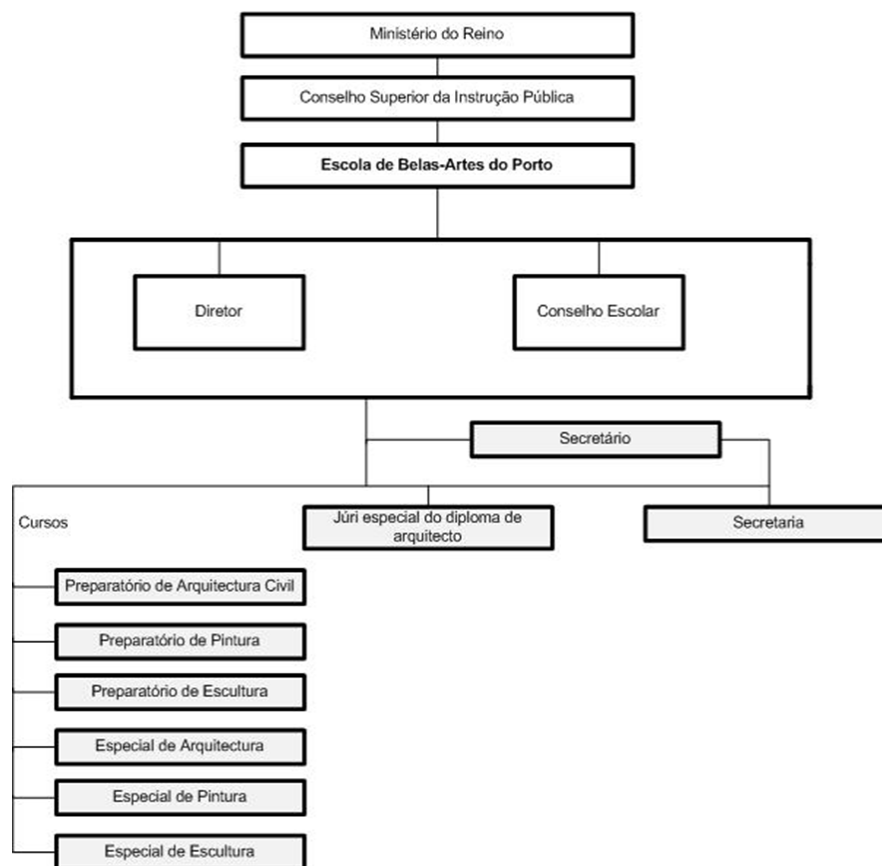 Ministério do Reino
Conselho Superior da Instrução Pública
Escola de Belas-Artes do Porto
Diretor
Conselho Escolar
Secretário
Cursos
Júri especial do diploma de
arquitecto
Secretaria
Preparatório de Arquitectura Civil
Preparatório de Pintura
Preparatório de Escultura
Especial de Arquitectura
Especial de Pintura
Especial de Escultura